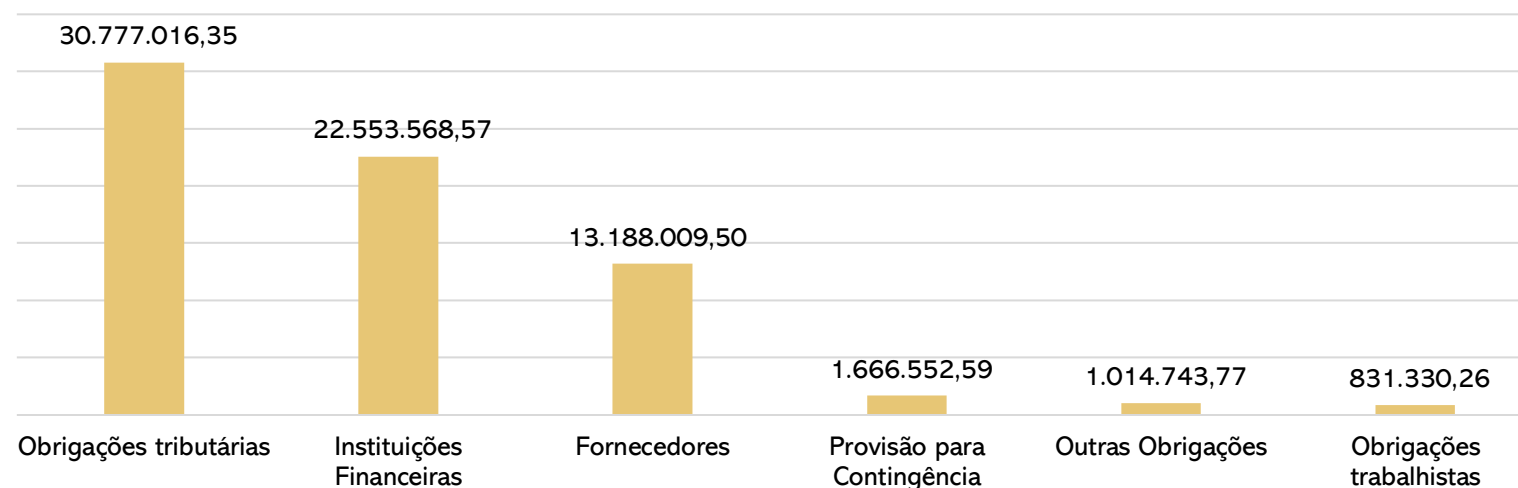 30.777.016,35
22.553.568,57
13.188.009,50
1.666.552,59
1.014.743,77
831.330,26
Obrigações tributárias
Instituições
Financeiras
Fornecedores
Provisão para
Contingência
Outras Obrigações
Obrigações
trabalhistas